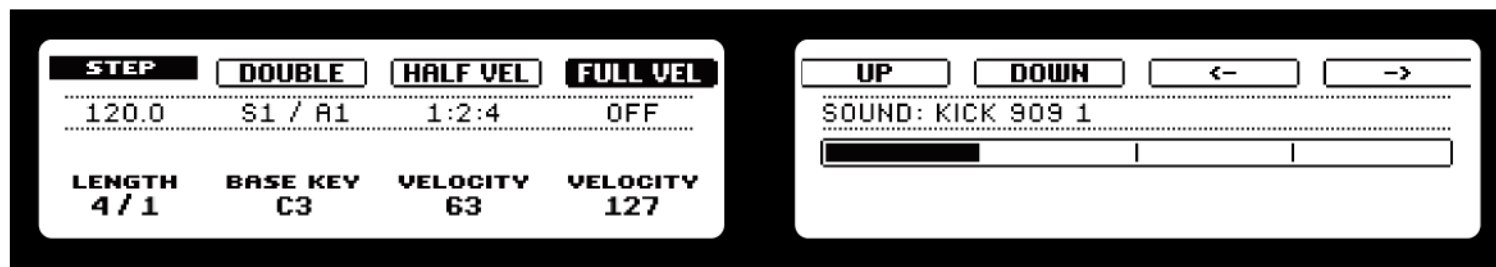 STEP DOUBLE HALF VEL FULL VEL
120.0 S1 / A1 1:2:4 OFF
LENGTH BASE KEY VELOCITY VELOCITY
4 / 1 C3 63 127
UP DOWN <- ->
SOUND: KICK 909 1